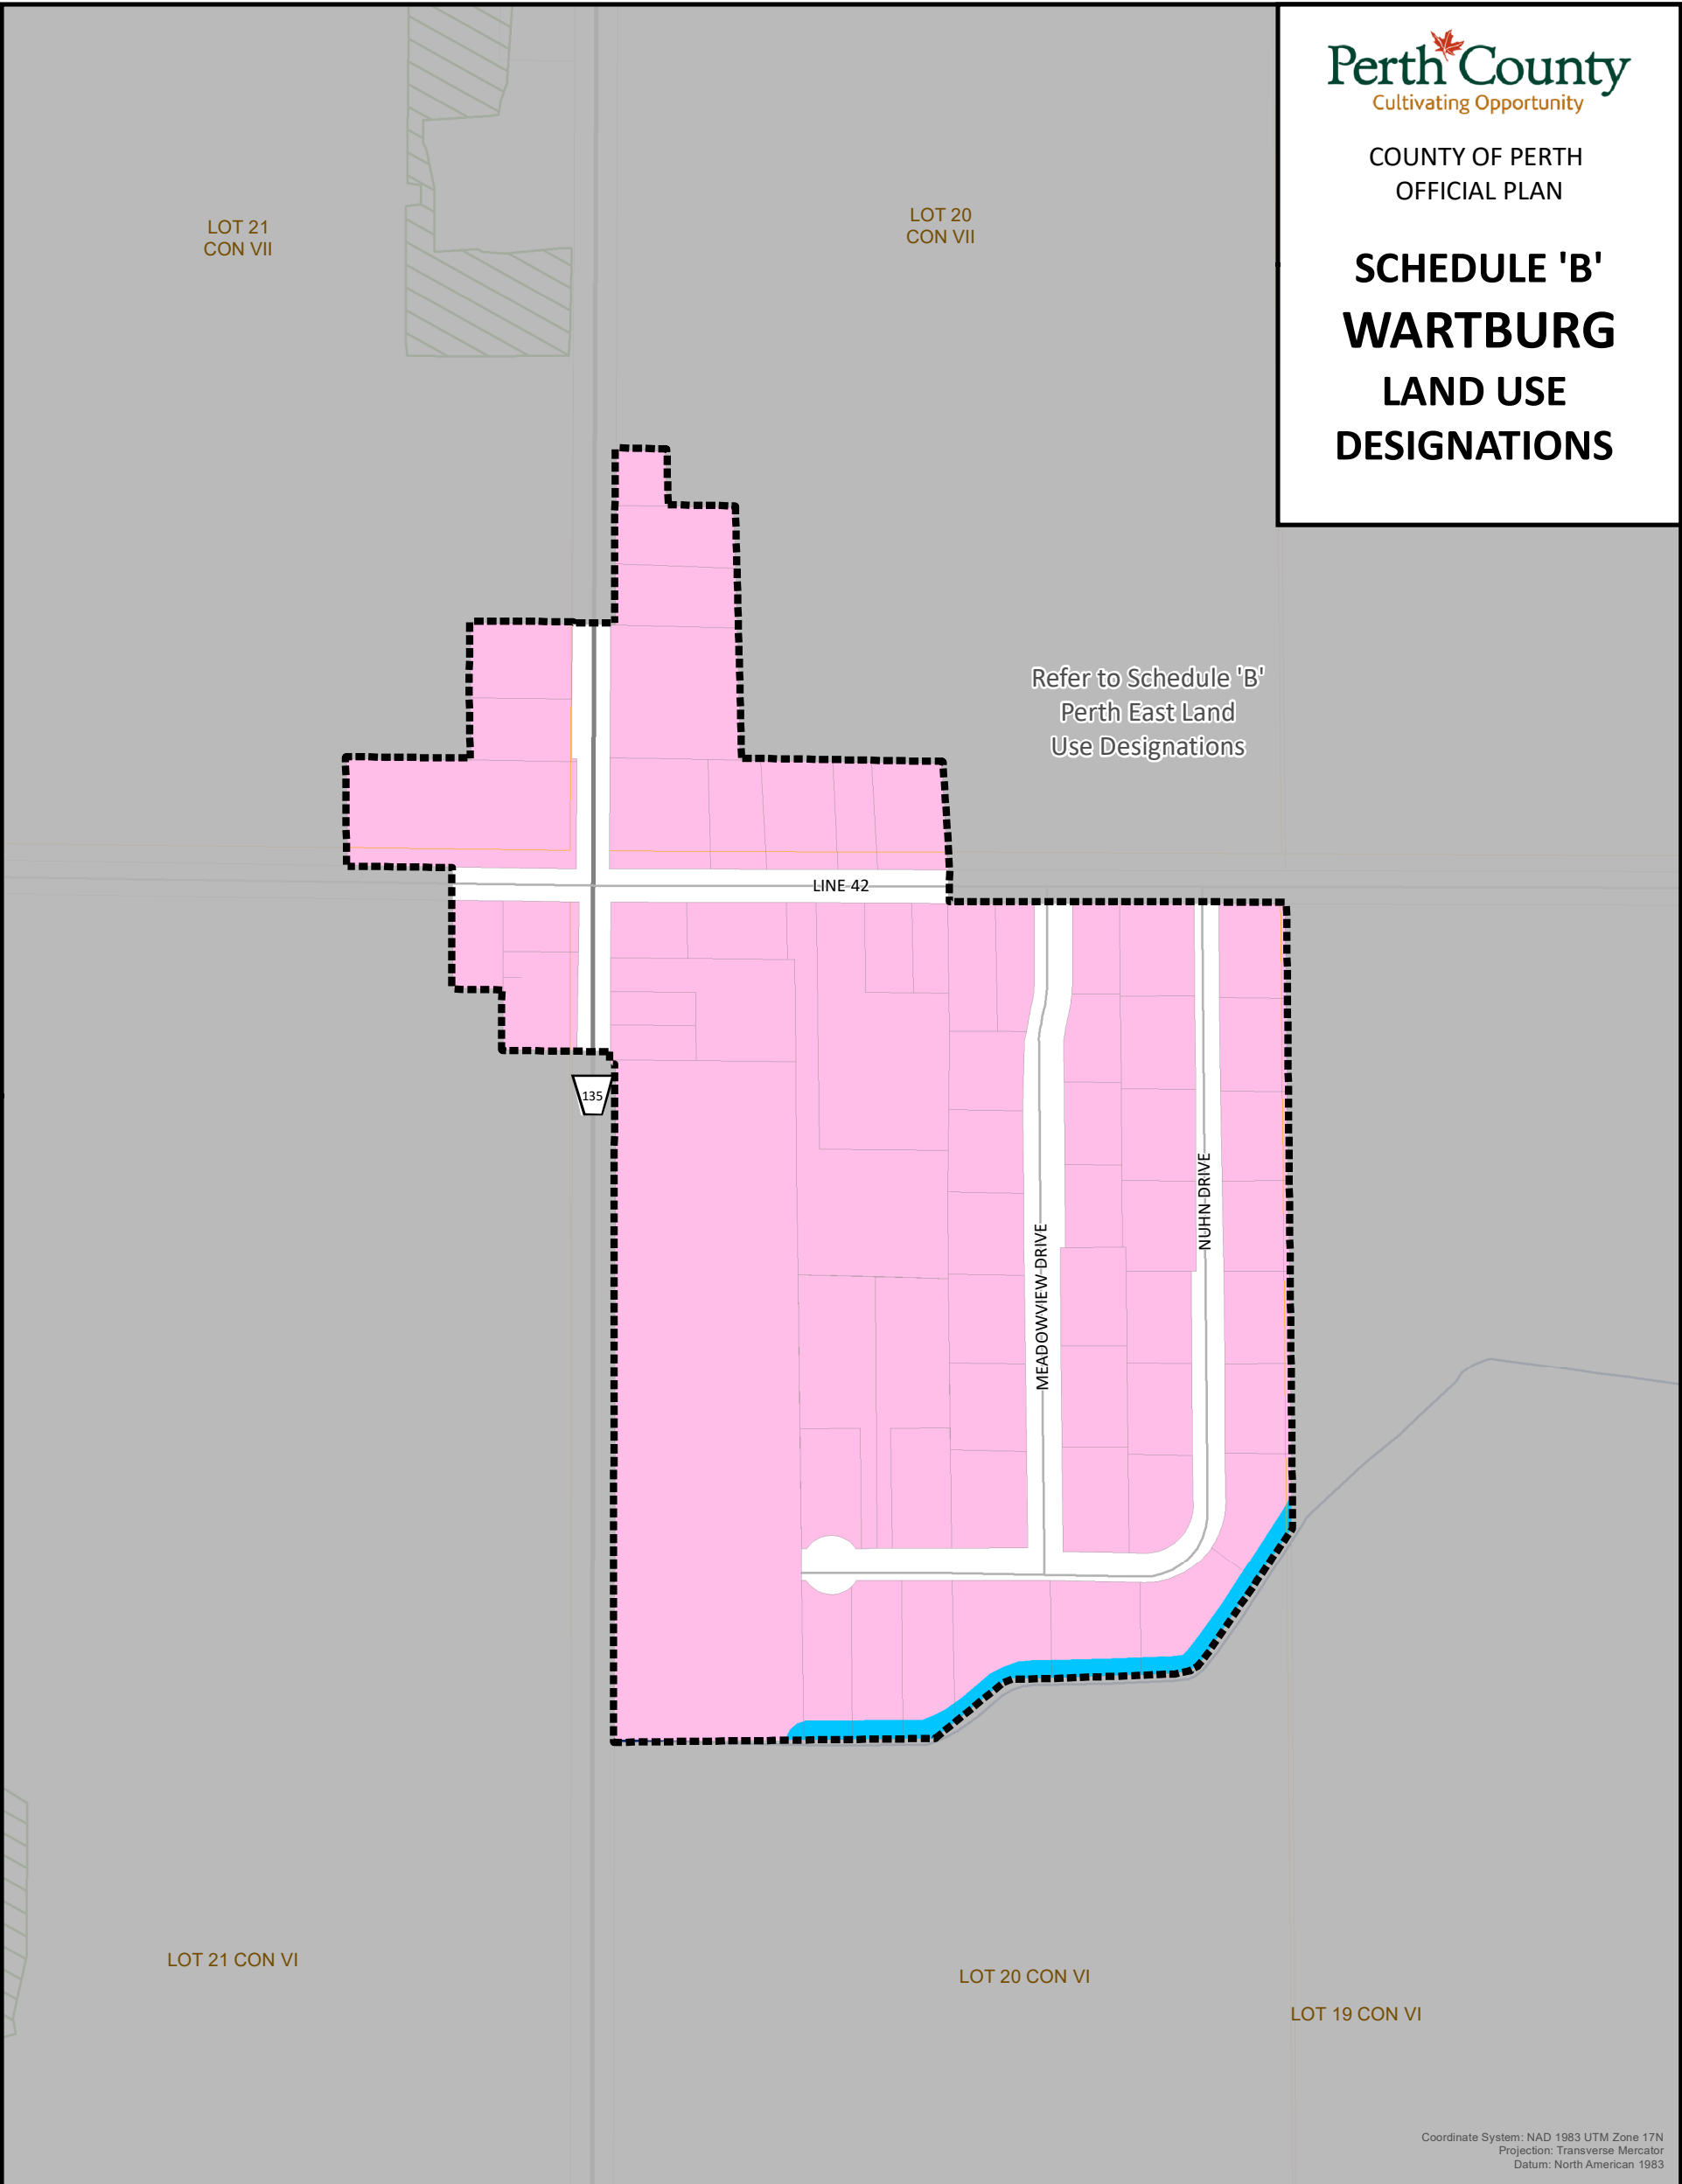 Perth County
Cultivating Opportunity
COUNTY OF PERTH
OFFICIAL PLAN
SCHEDULE 'B'
WARTBURG
LAND USE
DESIGNATIONS
LOT 21
CON VII
LOT 20
CON VII
Refer to Schedule 'B'
Perth East Land
Use Designations
LINE 42
135
MEADOWVIEW DRIVE
NUHN DRIVE
LOT 21 CON VI
LOT 20 CON VI
LOT 19 CON VI
Coordinate System: NAD 1983 UTM Zone 17N
Projection: Transverse Mercator
Datum: North American 1983